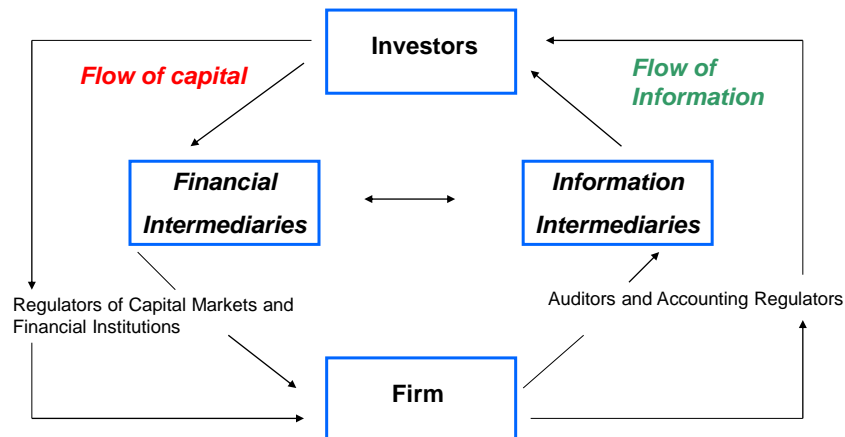 Investors
Flow of capital
Flow of
Information
Financial
Intermediaries
Information
Intermediaries
Regulators of Capital Markets and
Financial Institutions
Auditors and Accounting Regulators
Firm